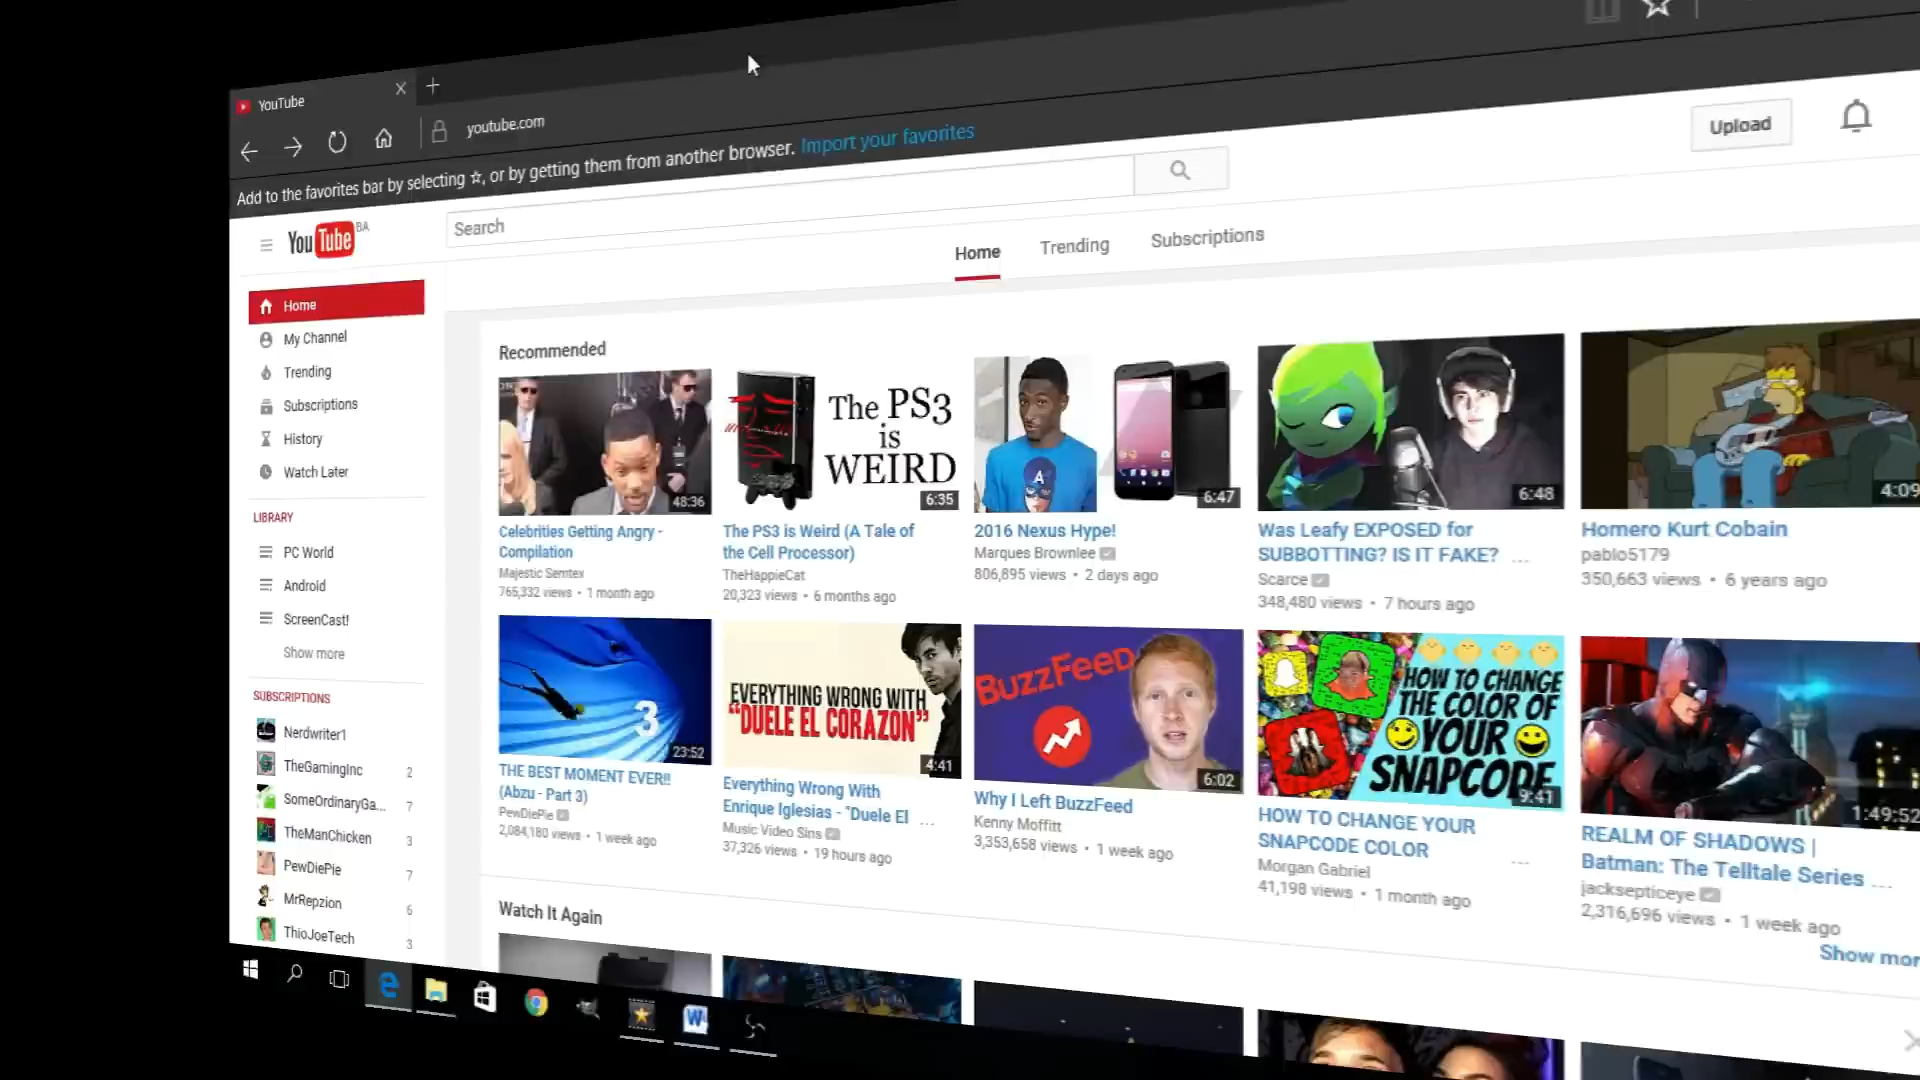 YouTube
youtube.com
Add to the favorites bar by selecting ☆, or by getting them from another browser. Import your favorites
YouTube BA
Search
Upload
Home
Trending
Subscriptions
Home
My Channel
Trending
Subscriptions
History
Watch Later
LIBRARY
PC World
Android
ScreenCast!
Show more
SUBSCRIPTIONS
Nerdwriter1
TheGamingInc 2
SomeOrdinaryGa... 7
TheManChicken 3
PewDiePie 7
MrRepzion 6
ThioJoeTech 3
Recommended
48:36
Celebrities Getting Angry -
Compilation
Majestic Semtex
765,332 views • 1 month ago
The PS3
is
WEIRD
6:35
The PS3 is Weird (A Tale of
the Cell Processor)
TheHappieCat
20,323 views • 6 months ago
A
6:47
2016 Nexus Hype!
Marques Brownlee
806,895 views • 2 days ago
6:48
Was Leafy EXPOSED for
SUBBOTTING? IS IT FAKE? ...
Scarce
348,480 views • 7 hours ago
4:09
Homero Kurt Cobain
pablo5179
350,663 views • 6 years ago
3
23:52
THE BEST MOMENT EVER!!
(Abzu - Part 3)
PewDiePie
2,084,180 views • 1 week ago
EVERYTHING WRONG WITH
"DUELE EL CORAZON"
4:41
Everything Wrong With
Enrique Iglesias - "Duele El ...
Music Video Sins
37,326 views • 19 hours ago
BUZZFEED
6:02
Why I Left BuzzFeed
Kenny Moffitt
3,353,658 views • 1 week ago
HOW TO CHANGE
THE COLOR OF
YOUR
SNAPCODE
9:41
HOW TO CHANGE YOUR
SNAPCODE COLOR ...
Morgan Gabriel
41,198 views • 1 month ago
1:49:52
REALM OF SHADOWS |
Batman: The Telltale Series ...
jacksepticeye
2,316,696 views • 1 week ago
Show mor
Watch It Again